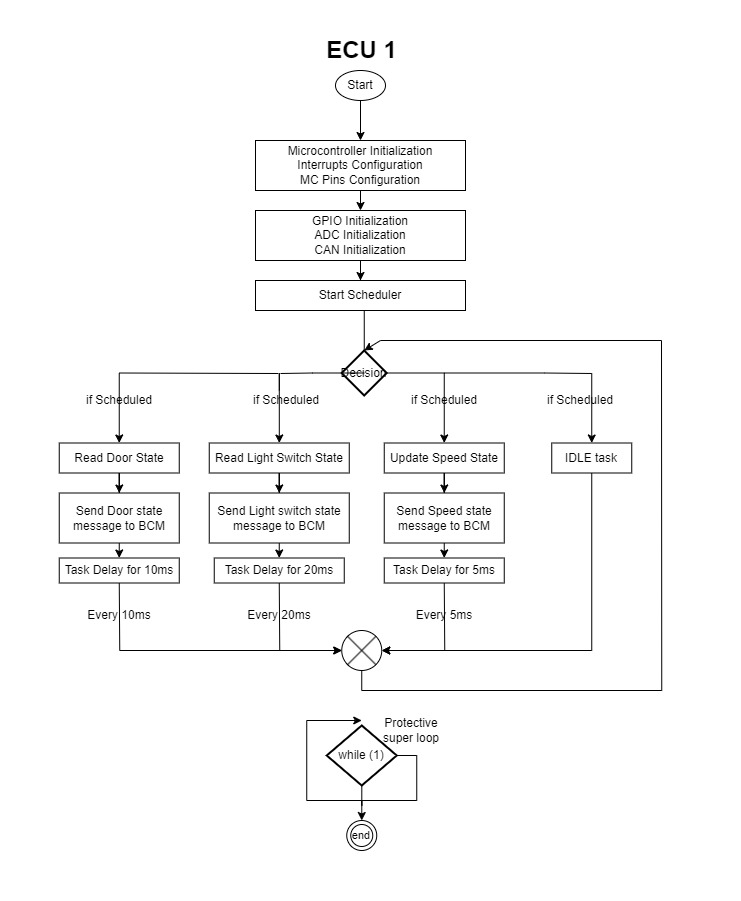 ECU 1
Start
Microcontroller Initialization
Interrupts Configuration
MC Pins Configuration
GPIO Initialization
ADC Initialization
CAN Initialization
Start Scheduler
Decision
if Scheduled
if Scheduled
if Scheduled
if Scheduled
Read Door State
Read Light Switch State
Update Speed State
IDLE task
Send Door state
message to BCM
Send Light switch state
message to BCM
Send Speed state
message to BCM
Task Delay for 10ms
Task Delay for 20ms
Task Delay for 5ms
Every 10ms
Every 20ms
Every 5ms
Protective
super loop
while (1)
end